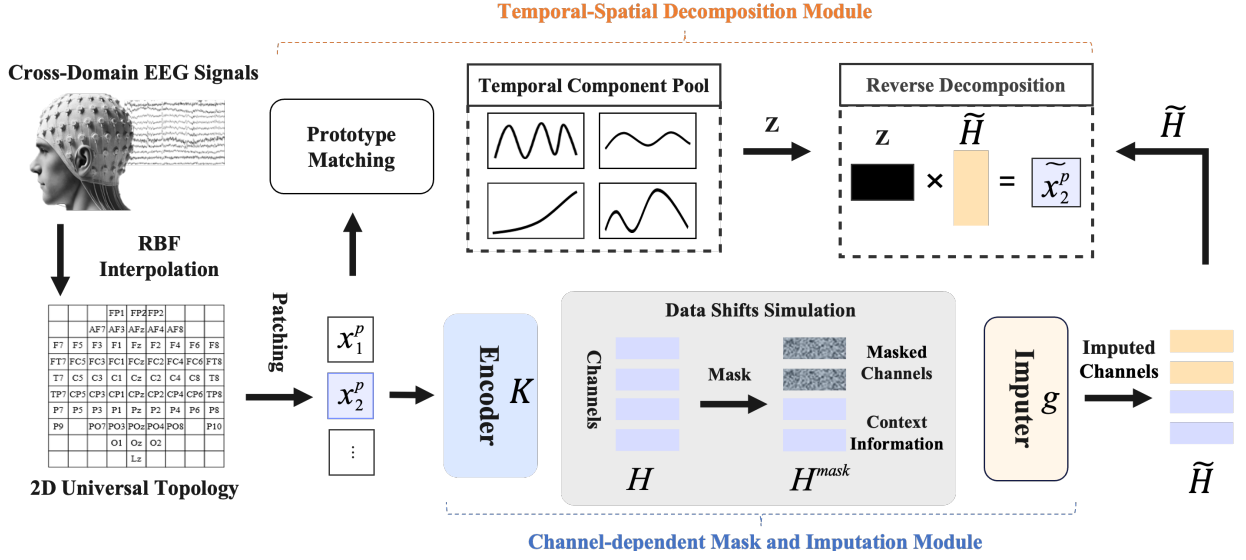 Temporal-Spatial Decomposition Module
Cross-Domain EEG Signals
Prototype
Matching
Temporal Component Pool
z
Reverse Decomposition
z
H̃
× = x̃₂ᵖ
H̃
RBF
Interpolation
FP1 FPZ FP2
AF7 AF3 AFz AF4 AF8
F7 F5 F3 F1 Fz F2 F4 F6 F8
FT7 FC5 FC3 FC1 FCz FC2 FC4 FC6 FT8
T7 C5 C3 C1 Cz C2 C4 C8 T8
TP7 CP5 CP3 CP1 CPz CP2 CP4 CP6 TP8
P7 P5 P3 P1 Pz P2 P4 P6 P8
P9 PO7 PO3 POz PO4 PO8 P10
O1 Oz O2
Lz
2D Universal Topology
Patching
x₁ᵖ
x₂ᵖ
⋮
Encoder
K
Data Shifts Simulation
Channels
Mask
Masked
Channels
Context
Information
H
Hᵐᵃˢᵏ
Imputer
g
Imputed
Channels
H̃
Channel-dependent Mask and Imputation Module